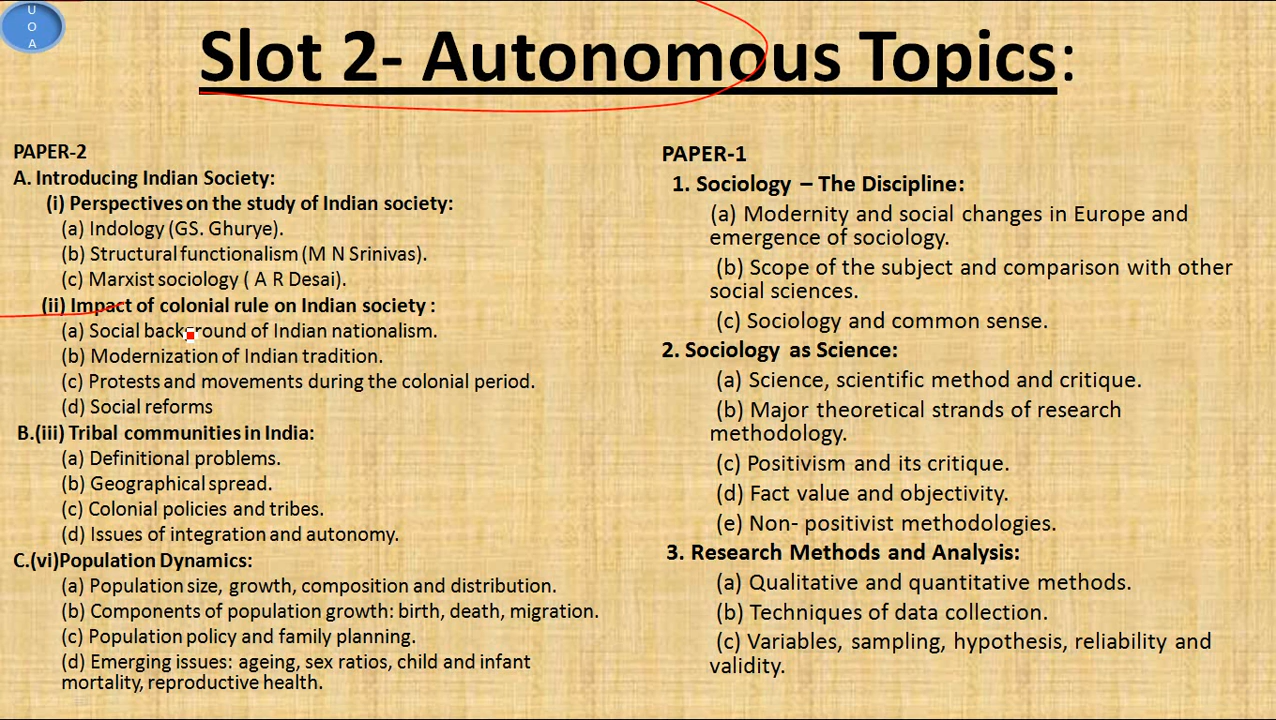 U
O
A
Slot 2- Autonomous Topics:
PAPER-2
A. Introducing Indian Society:
(i) Perspectives on the study of Indian society:
(a) Indology (GS. Ghurye).
(b) Structural functionalism (M N Srinivas).
(c) Marxist sociology ( A R Desai).
(ii) Impact of colonial rule on Indian society :
(a) Social background of Indian nationalism.
(b) Modernization of Indian tradition.
(c) Protests and movements during the colonial period.
(d) Social reforms
B.(iii) Tribal communities in India:
(a) Definitional problems.
(b) Geographical spread.
(c) Colonial policies and tribes.
(d) Issues of integration and autonomy.
C.(vi)Population Dynamics:
(a) Population size, growth, composition and distribution.
(b) Components of population growth: birth, death, migration.
(c) Population policy and family planning.
(d) Emerging issues: ageing, sex ratios, child and infant
mortality, reproductive health.
PAPER-1
1. Sociology – The Discipline:
(a) Modernity and social changes in Europe and
emergence of sociology.
(b) Scope of the subject and comparison with other
social sciences.
(c) Sociology and common sense.
2. Sociology as Science:
(a) Science, scientific method and critique.
(b) Major theoretical strands of research
methodology.
(c) Positivism and its critique.
(d) Fact value and objectivity.
(e) Non- positivist methodologies.
3. Research Methods and Analysis:
(a) Qualitative and quantitative methods.
(b) Techniques of data collection.
(c) Variables, sampling, hypothesis, reliability and
validity.